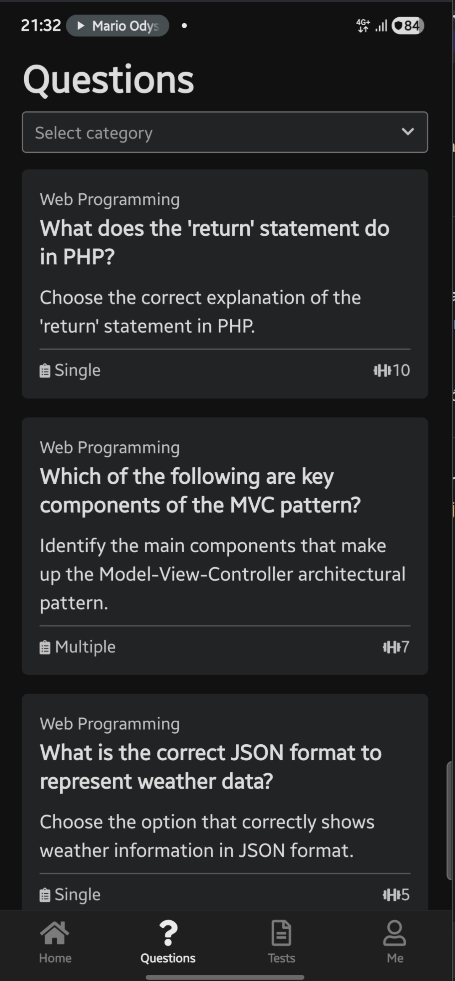 21:32 Mario Odys 4G+ 84
Questions
Select category
Web Programming
What does the 'return' statement do
in PHP?
Choose the correct explanation of the
'return' statement in PHP.
Single 10
Web Programming
Which of the following are key
components of the MVC pattern?
Identify the main components that make
up the Model-View-Controller architectural
pattern.
Multiple 7
Web Programming
What is the correct JSON format to
represent weather data?
Choose the option that correctly shows
weather information in JSON format.
Single 5
Home Questions Tests Me